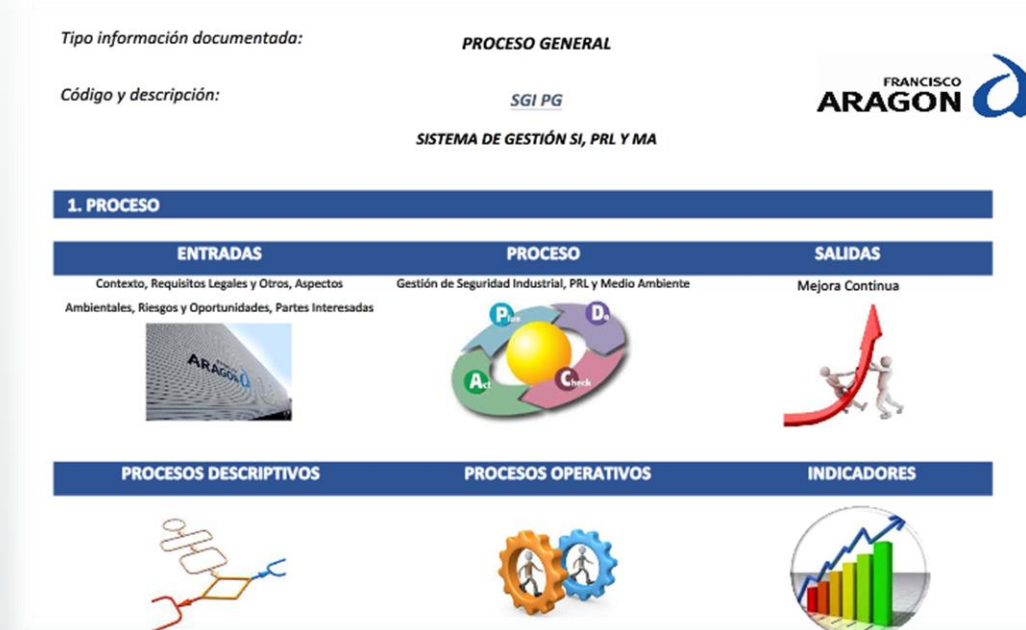 Tipo información documentada:
PROCESO GENERAL
FRANCISCO
ARAGON
Código y descripción:
SGI PG
SISTEMA DE GESTIÓN SI, PRL Y MA
1. PROCESO
ENTRADAS
PROCESO
SALIDAS
Contexto, Requisitos Legales y Otros, Aspectos
Ambientales, Riesgos y Oportunidades, Partes Interesadas
Gestión de Seguridad Industrial, PRL y Medio Ambiente
Mejora Continua
ARAGON
Plan
Do
Check
Act
PROCESOS DESCRIPTIVOS
PROCESOS OPERATIVOS
INDICADORES